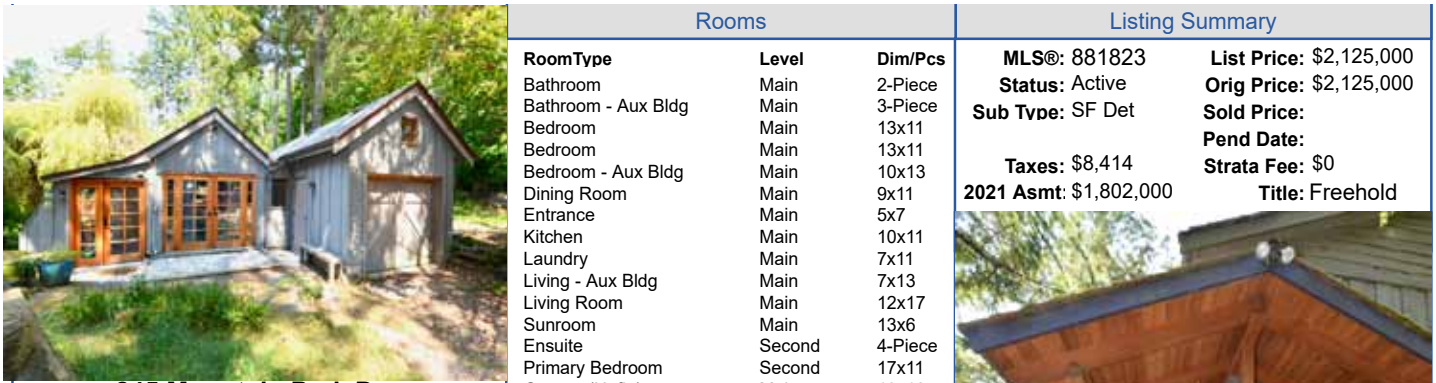 Rooms
RoomType Level Dim/Pcs
Bathroom Main 2-Piece
Bathroom - Aux Bldg Main 3-Piece
Bedroom Main 13x11
Bedroom Main 13x11
Bedroom - Aux Bldg Main 10x13
Dining Room Main 9x11
Entrance Main 5x7
Kitchen Main 10x11
Laundry Main 7x11
Living - Aux Bldg Main 7x13
Living Room Main 12x17
Sunroom Main 13x6
Ensuite Second 4-Piece
Primary Bedroom Second 17x11
Listing Summary
MLS®: 881823 List Price: $2,125,000
Status: Active Orig Price: $2,125,000
Sub Type: SF Det Sold Price:
Pend Date:
Taxes: $8,414 Strata Fee: $0
2021 Asmt: $1,802,000 Title: Freehold